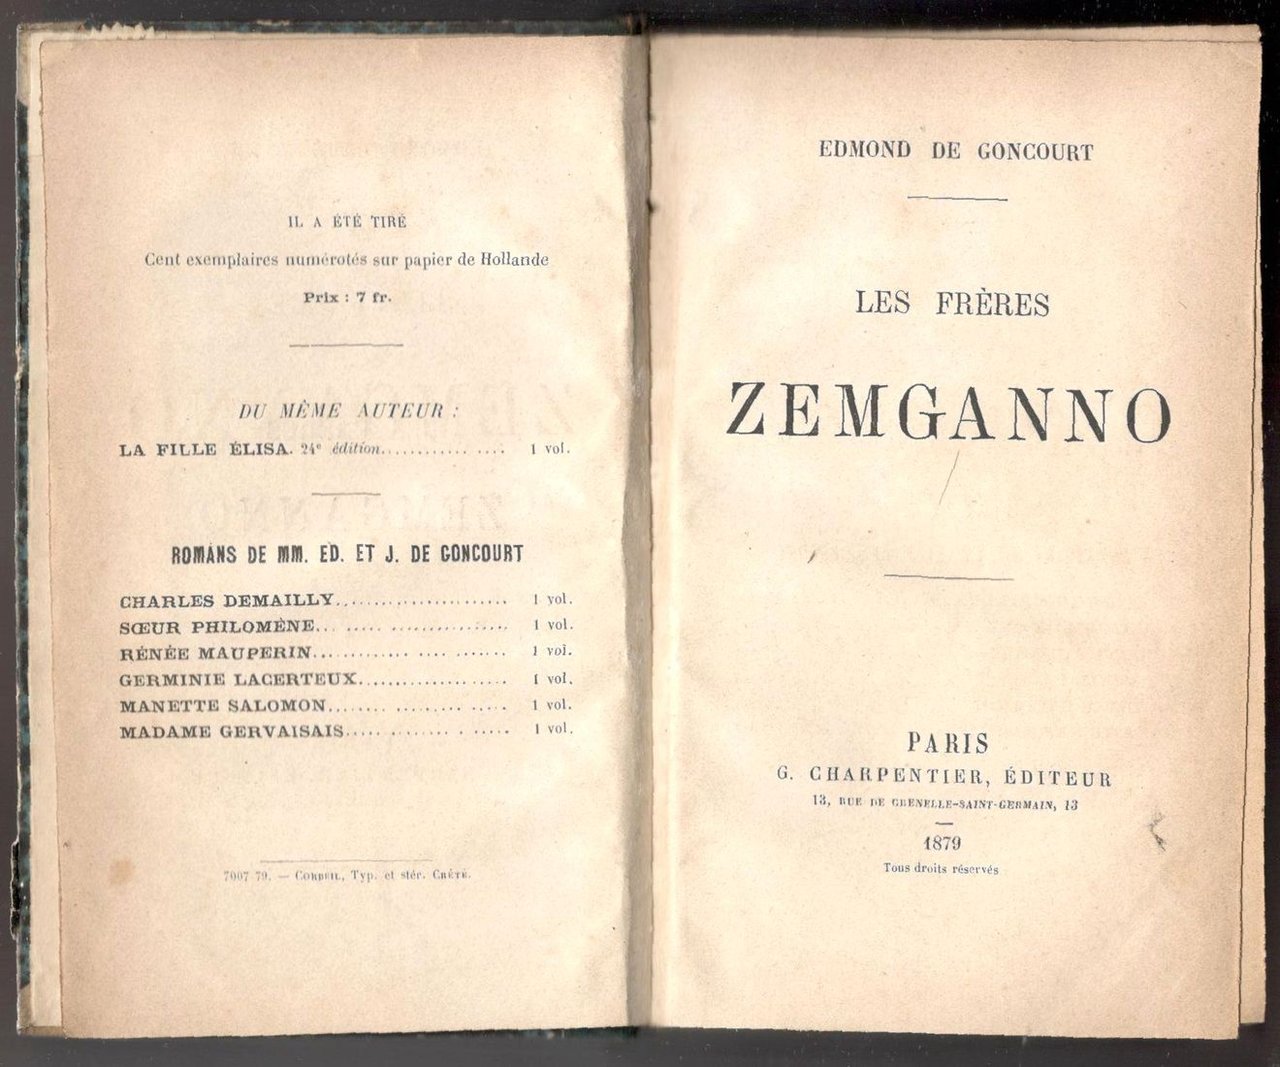 IL A ÉTÉ TIRÉ
Cent exemplaires numérotés sur papier de Hollande
Prix : 7 fr.
DU MÊME AUTEUR :
LA FILLE ÉLISA. 24e édition............ .... 1 vol.
ROMANS DE MM. ED. ET J. DE GONCOURT
CHARLES DEMAILLY...................... 1 vol.
SŒUR PHILOMÈNE... ..... ............... 1 vol.
RÉNÉE MAUPERIN............ .... ....... 1 vol.
GERMINIE LACERTEUX................ ..... 1 vol.
MANETTE SALOMON........ .......... ..... 1 vol.
MADAME GERVAISAIS..... ........ . ..... 1 vol.
7007 79. — CORBEIL, Typ. et stér. CRÉTÉ.
EDMOND DE GONCOURT
LES FRÈRES
ZEMGANNO
PARIS
G. CHARPENTIER, ÉDITEUR
13, RUE DE GRENELLE-SAINT-GERMAIN, 13
1879
Tous droits réservés